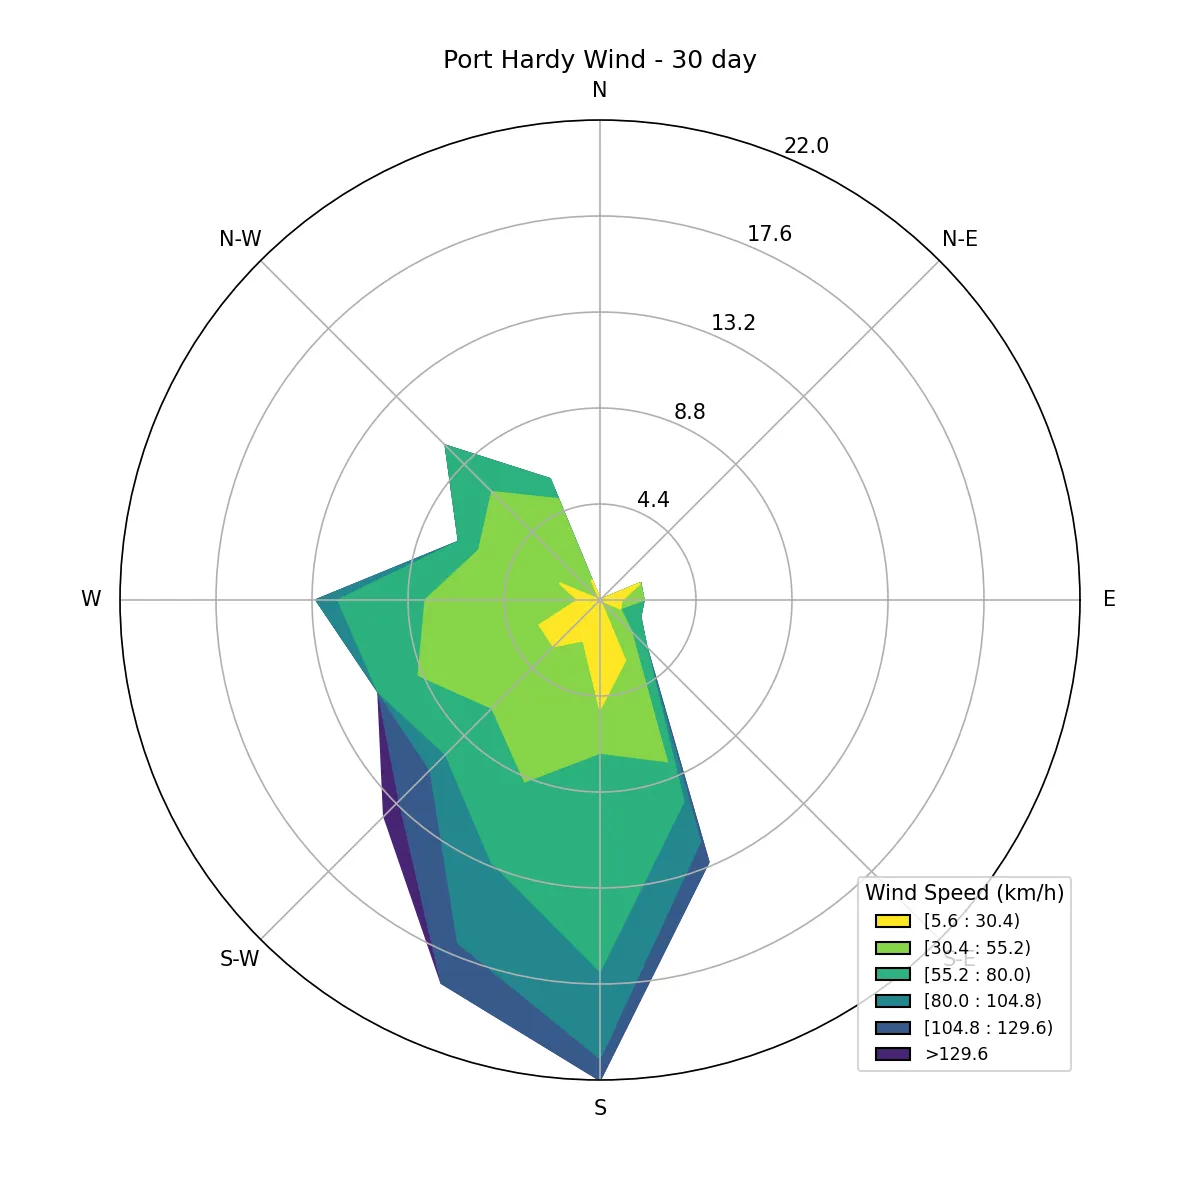 Port Hardy Wind - 30 day
N
22.0
N-W
17.6
N-E
13.2
8.8
4.4
W
E
Wind Speed (km/h)
[5.6 : 30.4)
[30.4 : 55.2)
S-W
S-E
[55.2 : 80.0)
[80.0 : 104.8)
[104.8 : 129.6)
>129.6
S